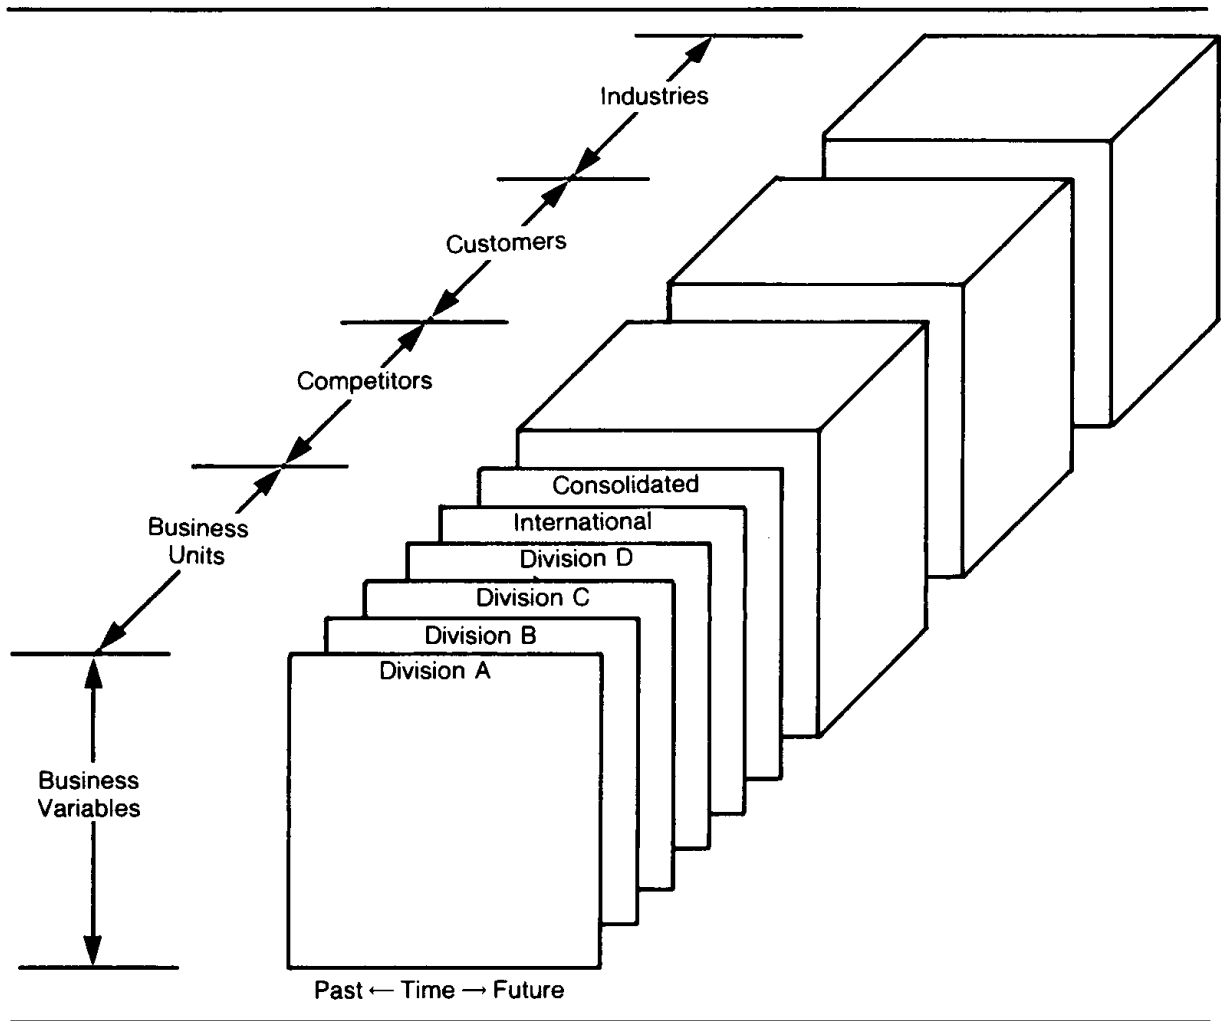 Industries
Customers
Competitors
Business
Units
Consolidated
International
Division D
Division C
Division B
Division A
Business
Variables
Past ← Time → Future